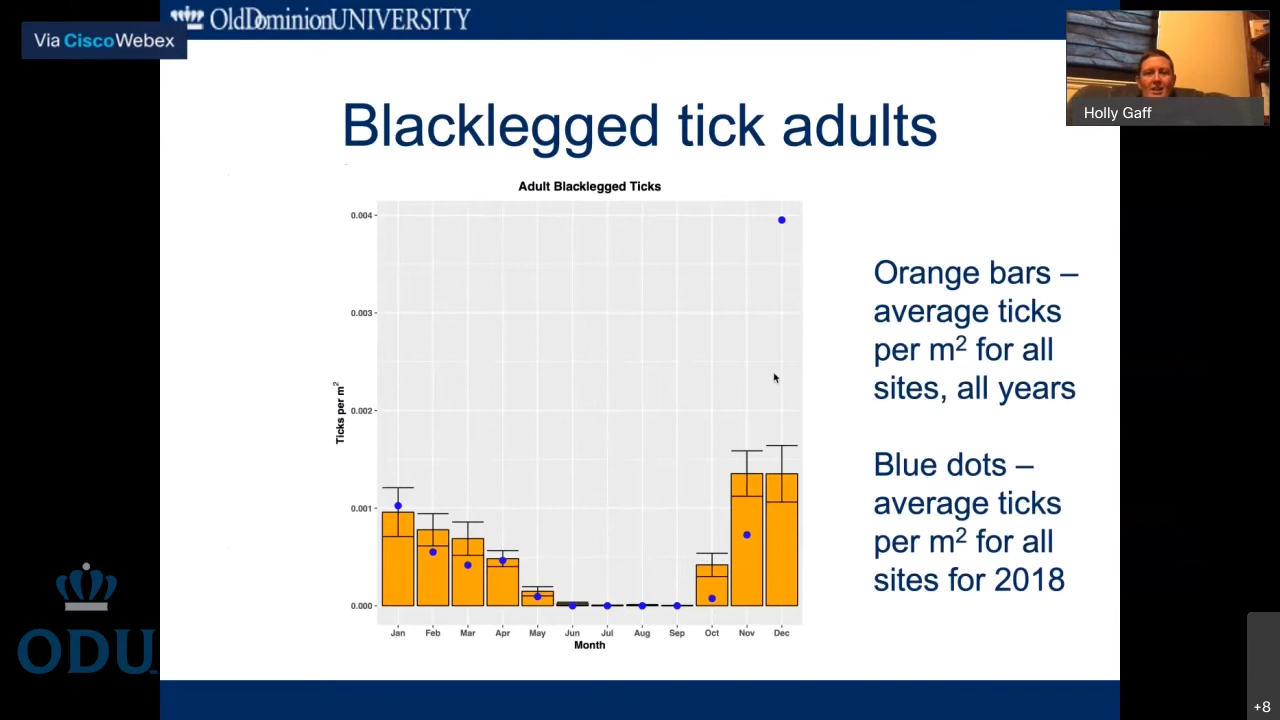 OldDominionUNIVERSITY
Via CiscoWebex
Holly Gaff
Blacklegged tick adults
Adult Blacklegged Ticks
0.004
0.003
0.002
0.001
0.000
Ticks per m2
Jan Feb Mar Apr May Jun Jul Aug Sep Oct Nov Dec
Month
Orange bars –
average ticks
per m2 for all
sites, all years
Blue dots –
average ticks
per m2 for all
sites for 2018
ODU
+8